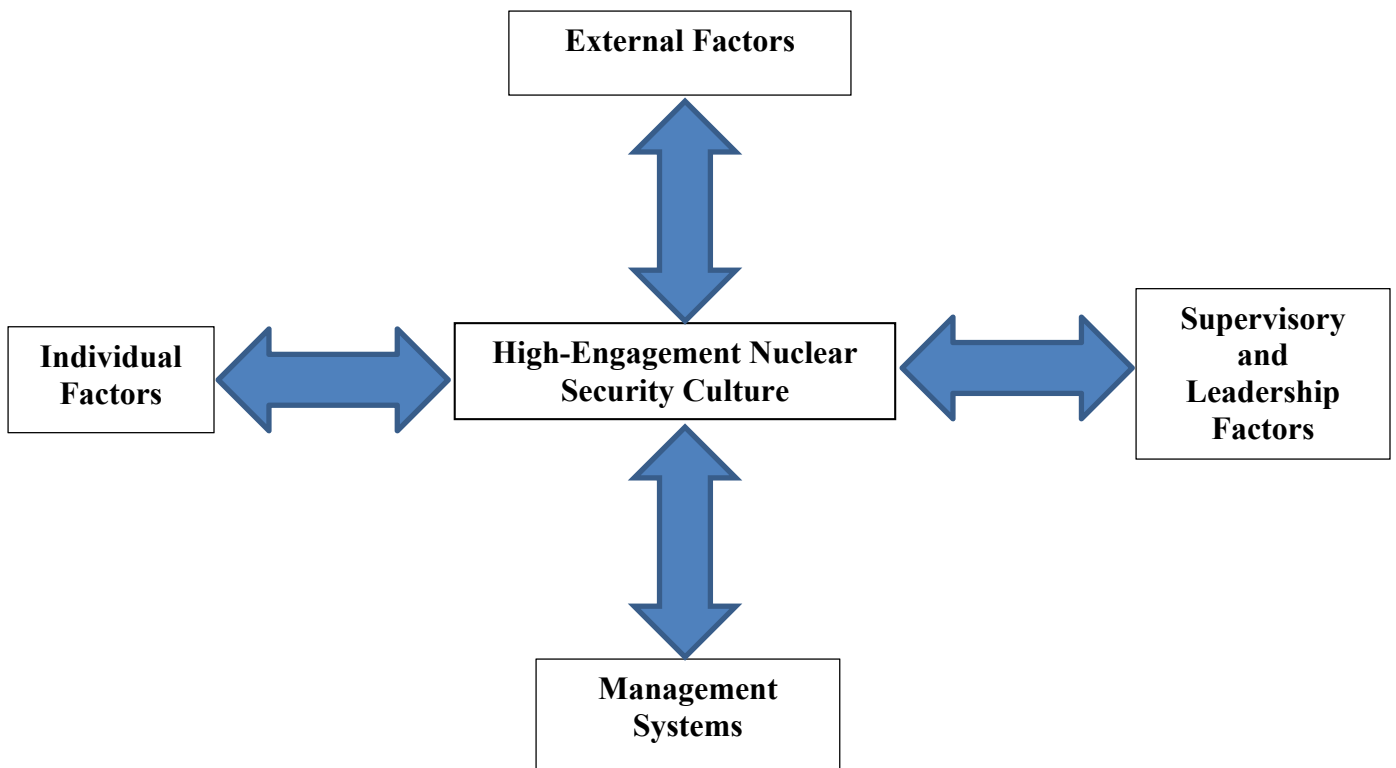 External Factors
Individual
Factors
High-Engagement Nuclear
Security Culture
Supervisory
and
Leadership
Factors
Management
Systems